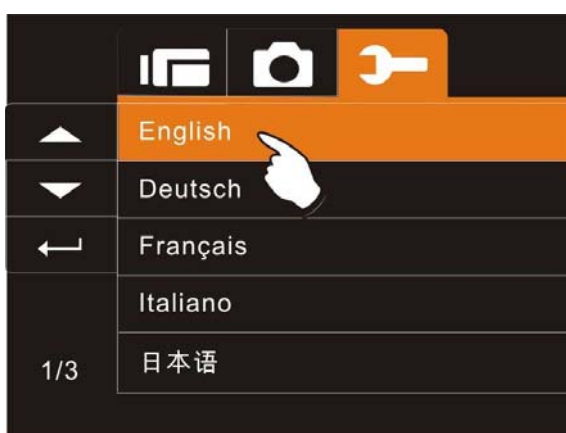 English
Deutsch
Français
Italiano
1/3
日本语